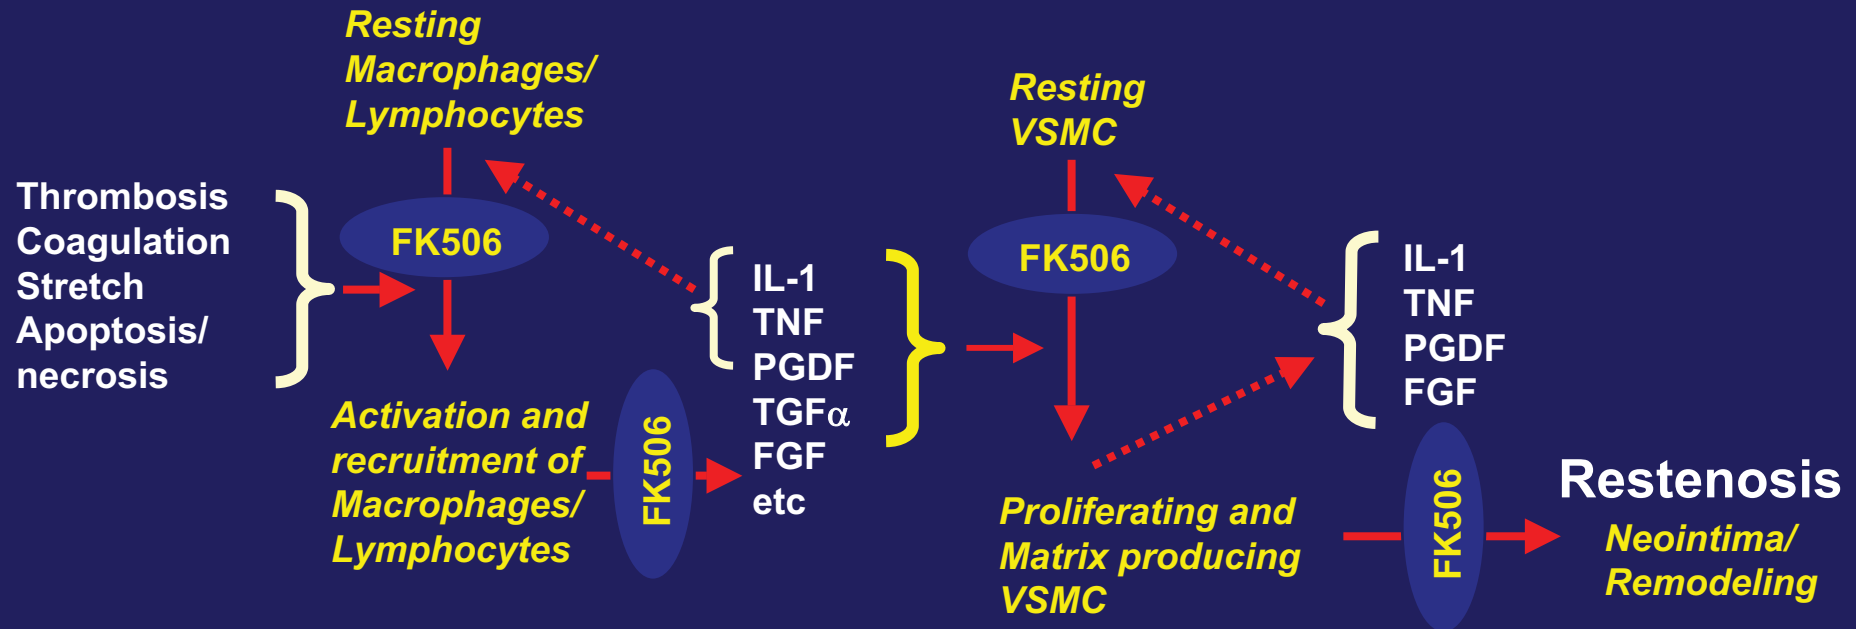 Resting
Macrophages/
Lymphocytes
Thrombosis
Coagulation
Stretch
Apoptosis/
necrosis
FK506
Activation and
recruitment of
Macrophages/
Lymphocytes
FK506
IL-1
TNF
PGDF
TGFα
FGF
etc
Resting
VSMC
FK506
Proliferating and
Matrix producing
VSMC
IL-1
TNF
PGDF
FGF
FK506
Restenosis
Neointima/
Remodeling